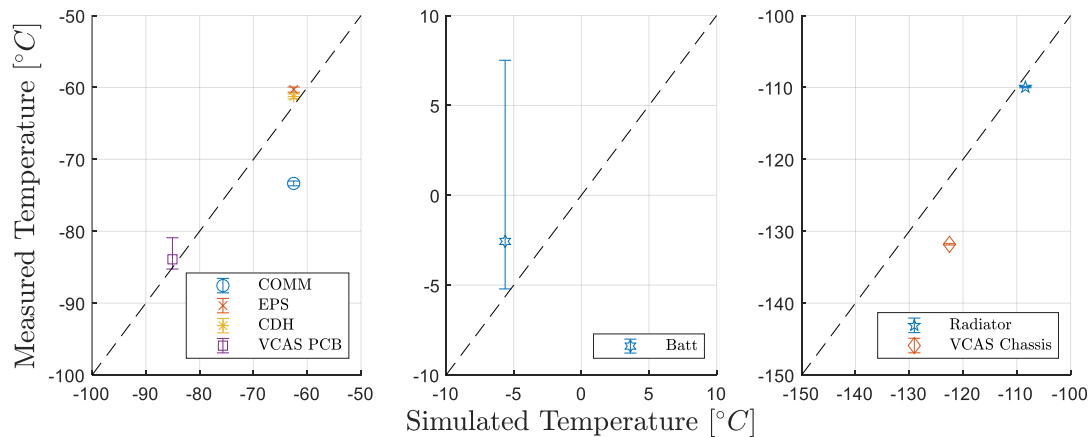 Measured Temperature [°C]
-50
-60
-70
-80
-90
-100
-100 -90 -80 -70 -60 -50
COMM
EPS
CDH
VCAS PCB
10
5
0
-5
-10
-10 -5 0 5 10
Batt
-100
-110
-120
-130
-140
-150
-150 -140 -130 -120 -110 -100
Radiator
VCAS Chassis
Simulated Temperature [°C]